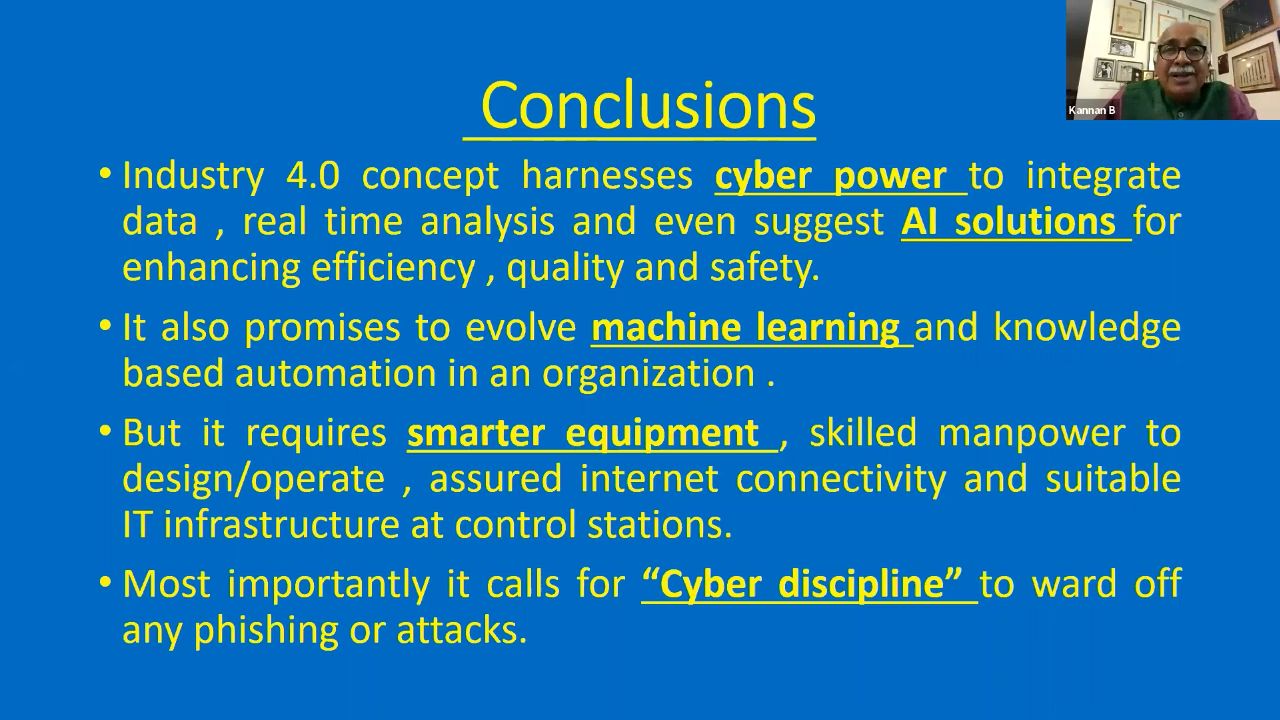 Conclusions
Kannan B
• Industry 4.0 concept harnesses cyber power to integrate
data , real time analysis and even suggest AI solutions for
enhancing efficiency , quality and safety.
• It also promises to evolve machine learning and knowledge
based automation in an organization .
• But it requires smarter equipment , skilled manpower to
design/operate , assured internet connectivity and suitable
IT infrastructure at control stations.
• Most importantly it calls for “Cyber discipline” to ward off
any phishing or attacks.